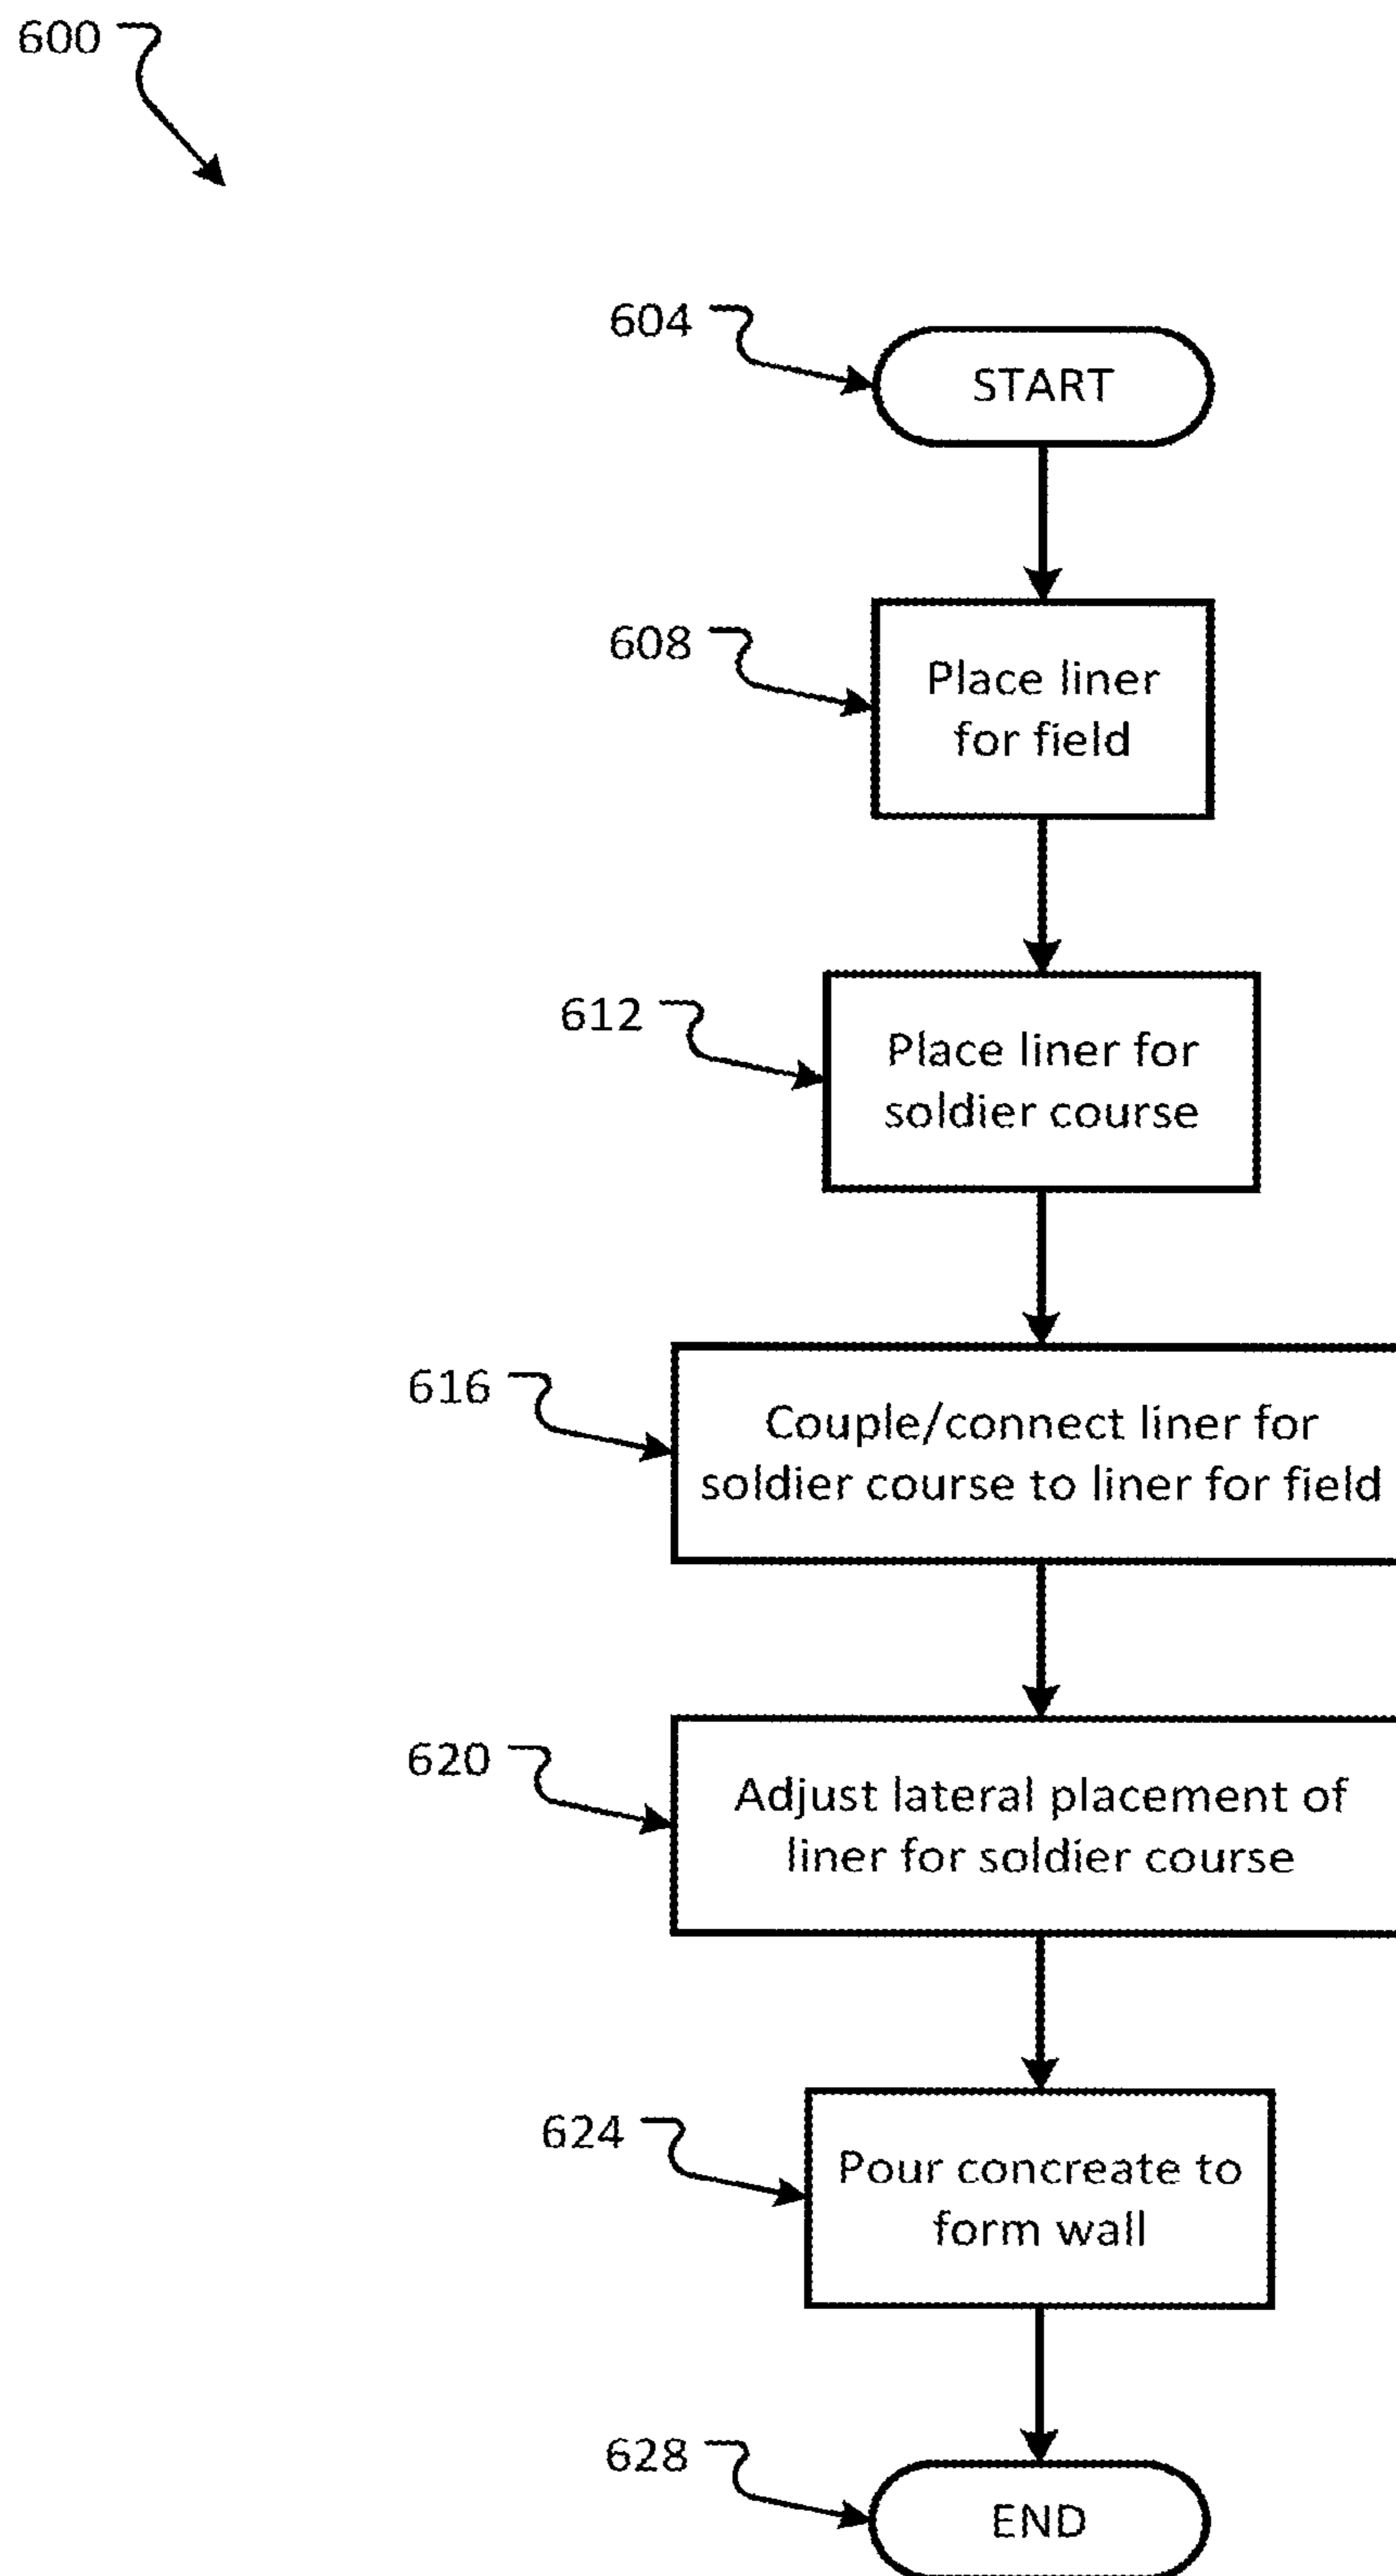 600
604
START
608
Place liner
for field
612
Place liner for
soldier course
616
Couple/connect liner for
soldier course to liner for field
620
Adjust lateral placement of
liner for soldier course
624
Pour concreate to
form wall
628
END